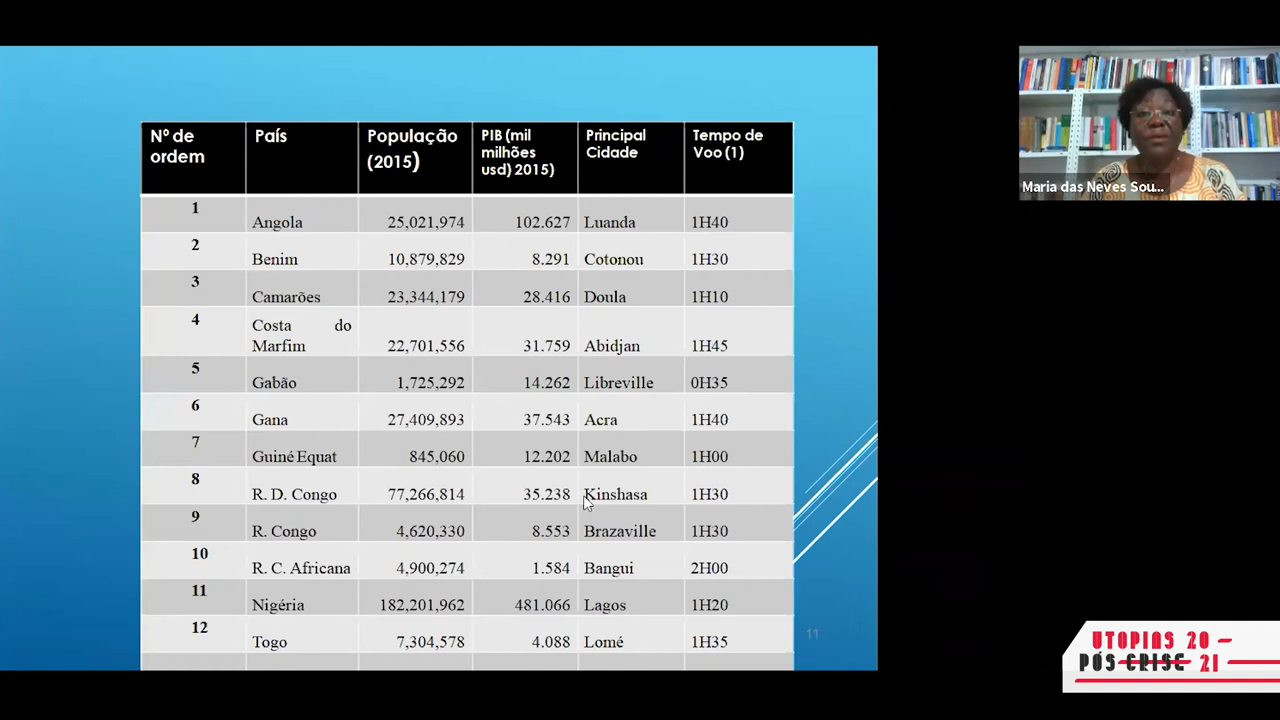 Nº de ordem País População (2015) PIB (mil milhões usd) 2015) Principal Cidade Tempo de Voo (1)
1 Angola 25,021,974 102.627 Luanda 1H40
2 Benim 10,879,829 8.291 Cotonou 1H30
3 Camarões 23,344,179 28.416 Doula 1H10
4 Costa do Marfim 22,701,556 31.759 Abidjan 1H45
5 Gabão 1,725,292 14.262 Libreville 0H35
6 Gana 27,409,893 37.543 Acra 1H40
7 Guiné Equat 845,060 12.202 Malabo 1H00
8 R. D. Congo 77,266,814 35.238 Kinshasa 1H30
9 R. Congo 4,620,330 8.553 Brazaville 1H30
10 R. C. Africana 4,900,274 1.584 Bangui 2H00
11 Nigéria 182,201,962 481.066 Lagos 1H20
12 Togo 7,304,578 4.088 Lomé 1H35
11
Maria das Neves Sou...
UTOPIAS 20
PÓS CRISE 21